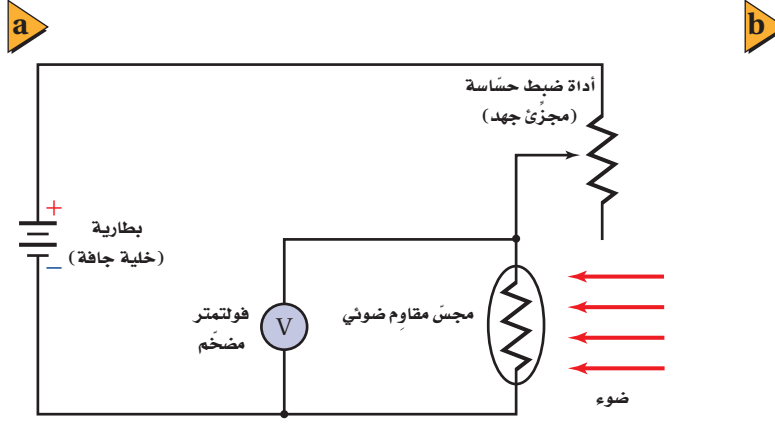 a
b
أداة ضبط حسّاسة
(مجزِّئ جهد)
+
بطارية
(خلية جافة)
−
فولتمتر
مضخّم
V
مجسّ مقاوِم ضوئي
ضوء